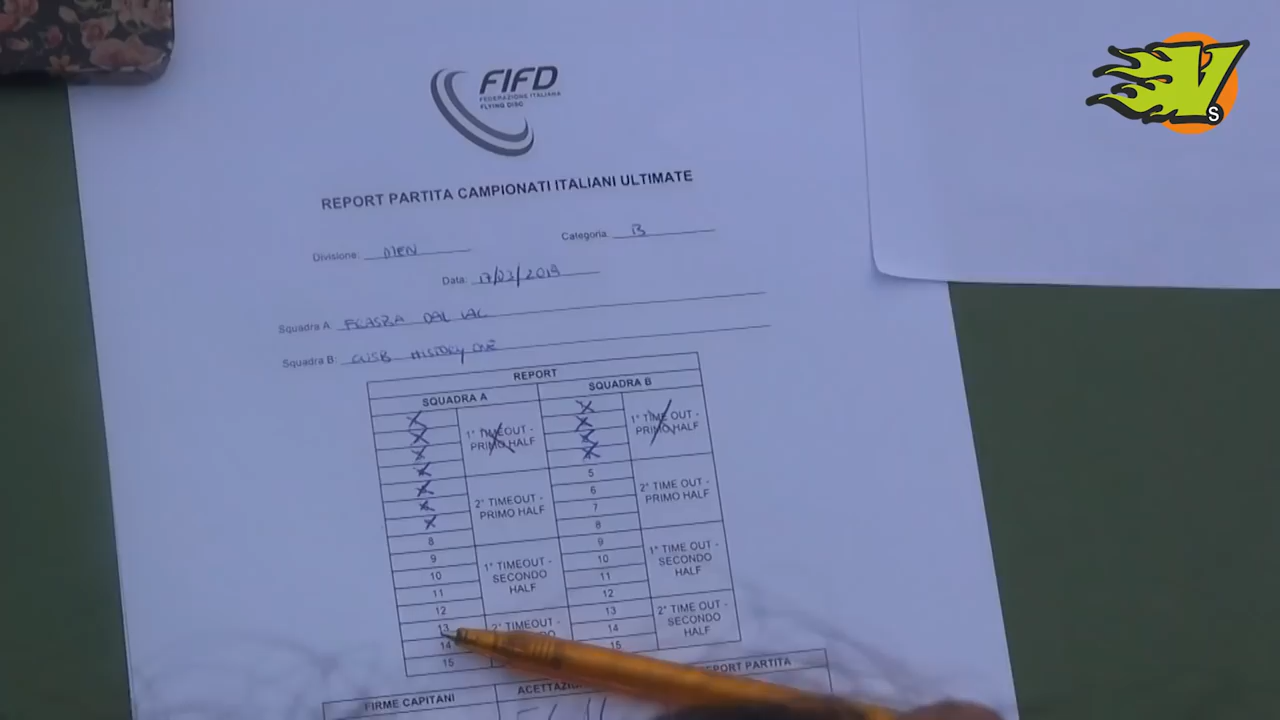 VS
FIFD
FEDERAZIONE ITALIANA
FLYING DISC
REPORT PARTITA CAMPIONATI ITALIANI ULTIMATE
Divisione: MEN Categoria B
Data: 17/03/2019
Squadra A: DAL
Squadra B: CUSB HISTORY
REPORT
SQUADRA A SQUADRA B
X X
X X
X X
X X
X 5
X 6
X 7
8 8
9 9
10 10
11 11
12 12
13 13
14 14
15 15
1° TIMEOUT -
PRIMO HALF
2° TIMEOUT -
PRIMO HALF
1° TIMEOUT -
SECONDO
HALF
2° TIMEOUT -
1° TIME OUT -
PRIMO HALF
2° TIME OUT -
PRIMO HALF
1° TIME OUT -
SECONDO
HALF
2° TIME OUT -
SECONDO
HALF
FIRME CAPITANI REPORT PARTITA